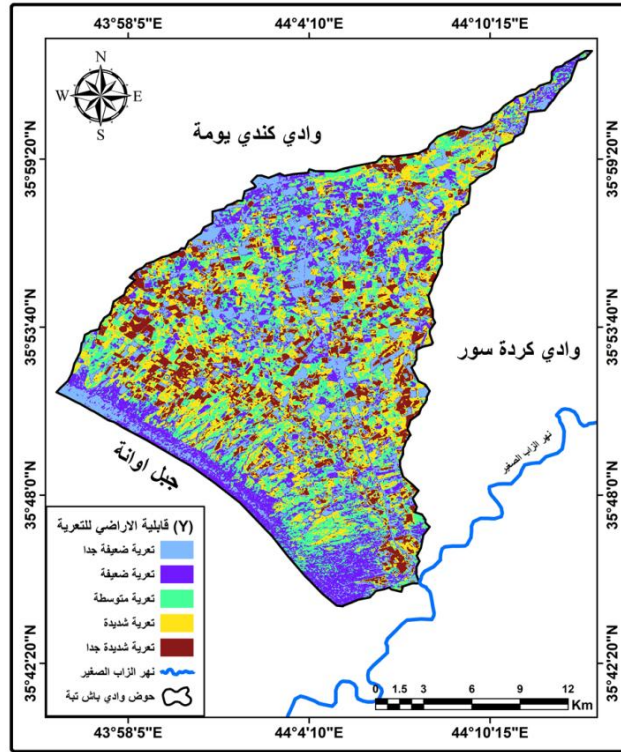 43°58'5"E 44°4'10"E 44°10'15"E
N
W E
S
وادي كندي يومة
35°59'20"N 35°59'20"N
35°53'40"N 35°53'40"N
وادي كردة سور
نهر الزاب الصغير
جبل اوانة
35°48'0"N 35°48'0"N
(Y) قابلية الاراضي للتعرية
تعرية ضعيفة جدا
تعرية ضعيفة
تعرية متوسطة
تعرية شديدة
تعرية شديدة جدا
نهر الزاب الصغير
حوض وادي باش تبة
35°42'20"N 35°42'20"N
0 1.5 3 6 9 12
Km
43°58'5"E 44°4'10"E 44°10'15"E